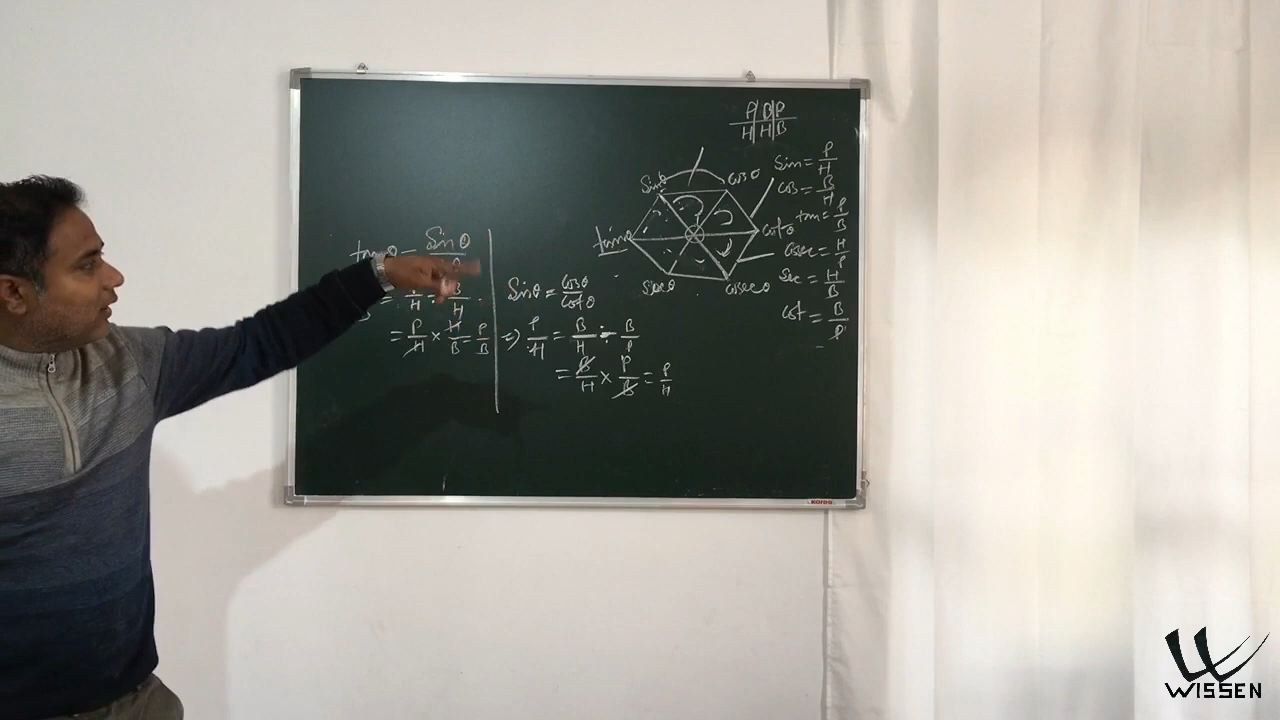 P B P
H H B
Sin = P/H
cos = B/H
tan = P/B
Cosec = H/P
Sec = H/B
Cot = B/P
Sinθ cosθ
tanθ cotθ
secθ cosecθ
tanθ = Sinθ
= P/H × H/B = P/B
Sinθ = Cosθ/Cotθ
=> P/H = B/H ÷ B/P
= B/H × P/B = P/H
KORES
WISSEN